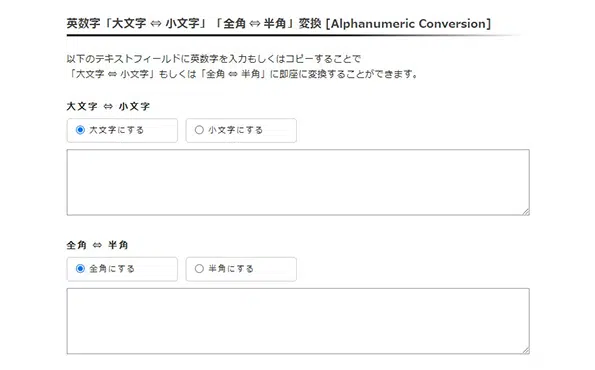 英数字「大文字 ⇔ 小文字」「全角 ⇔ 半角」変換 [Alphanumeric Conversion]
以下のテキストフィールドに英数字を入力もしくはコピーすることで
「大文字 ⇔ 小文字」もしくは「全角 ⇔ 半角」に即座に変換することができます。
大文字 ⇔ 小文字
大文字にする 小文字にする
全角 ⇔ 半角
全角にする 半角にする